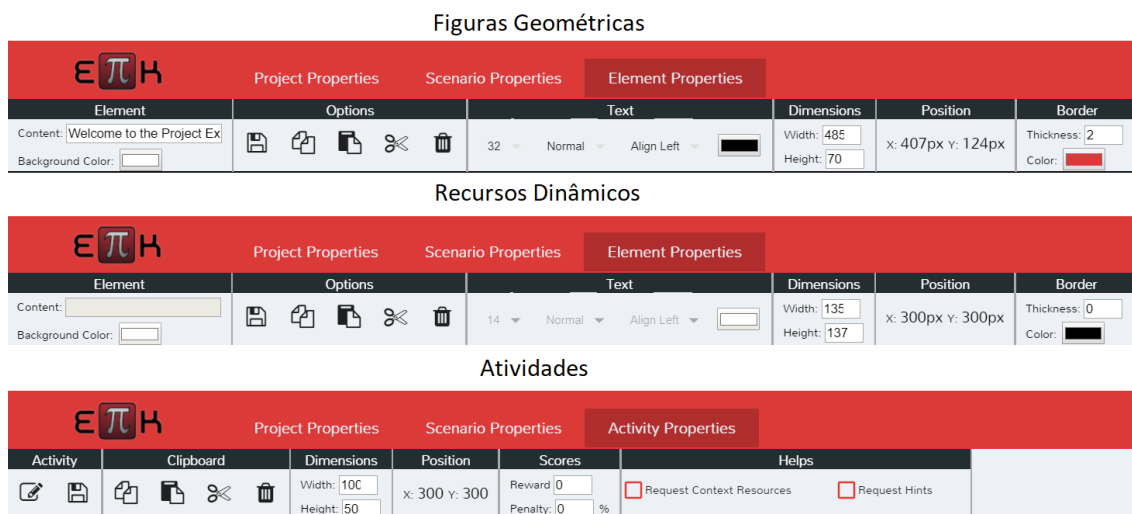 Figuras Geométricas
επK Project Properties Scenario Properties Element Properties
Element Options Text Dimensions Position Border
Content: Welcome to the Project Ex 32 Normal Align Left Width: 485 X: 407px Y: 124px Thickness: 2
Background Color: Height: 70 Color:
Recursos Dinâmicos
επK Project Properties Scenario Properties Element Properties
Element Options Text Dimensions Position Border
Content: 14 Normal Align Left Width: 135 X: 300px Y: 300px Thickness: 0
Background Color: Height: 137 Color:
Atividades
επK Project Properties Scenario Properties Activity Properties
Activity Clipboard Dimensions Position Scores Helps
Width: 100 X: 300 Y: 300 Reward 0 Request Context Resources Request Hints
Height: 50 Penalty: 0 %